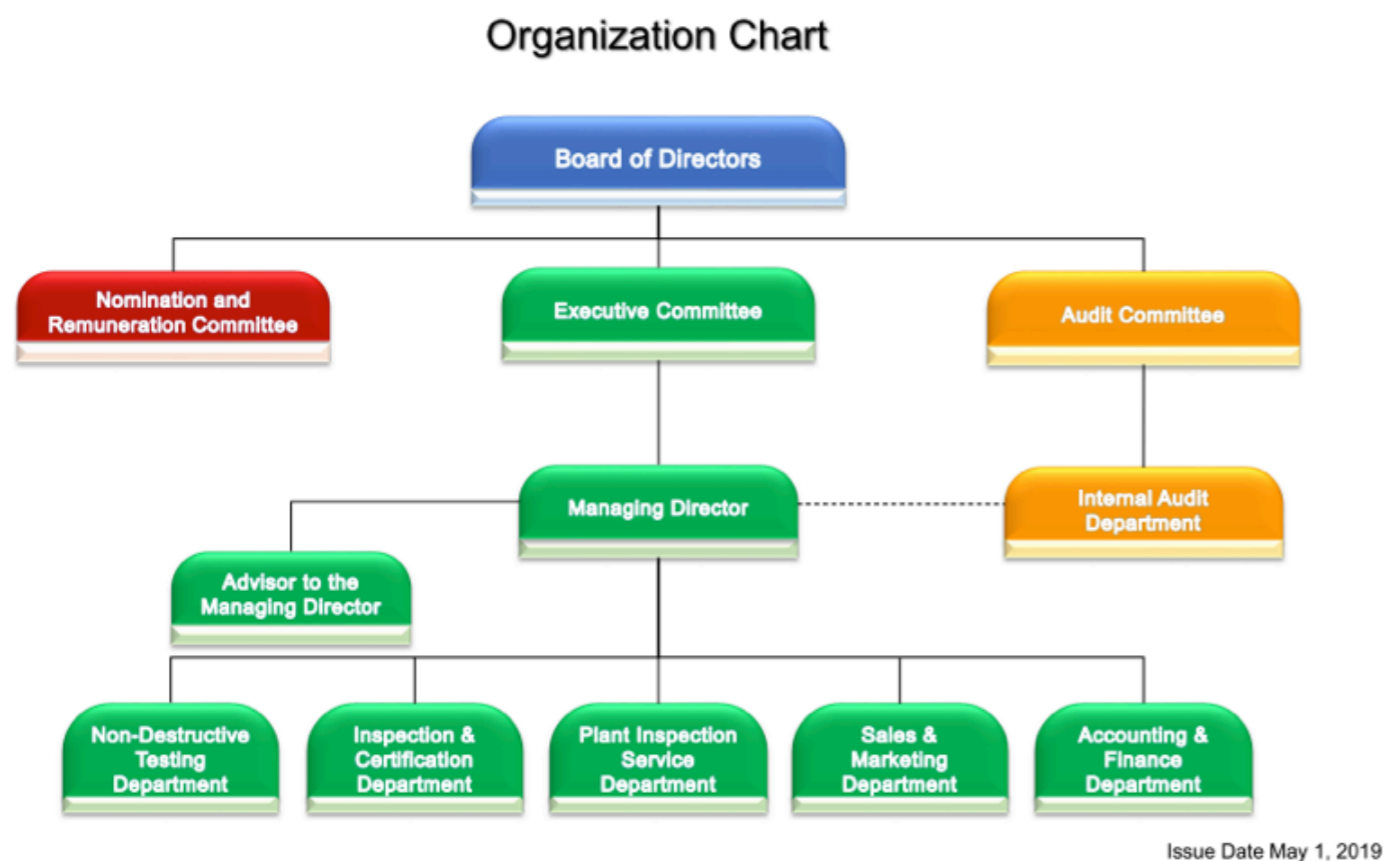 Organization Chart
Board of Directors
Nomination and
Remuneration Committee
Executive Committee
Audit Committee
Managing Director
Internal Audit
Department
Advisor to the
Managing Director
Non-Destructive
Testing
Department
Inspection &
Certification
Department
Plant Inspection
Service
Department
Sales &
Marketing
Department
Accounting &
Finance
Department
Issue Date May 1, 2019